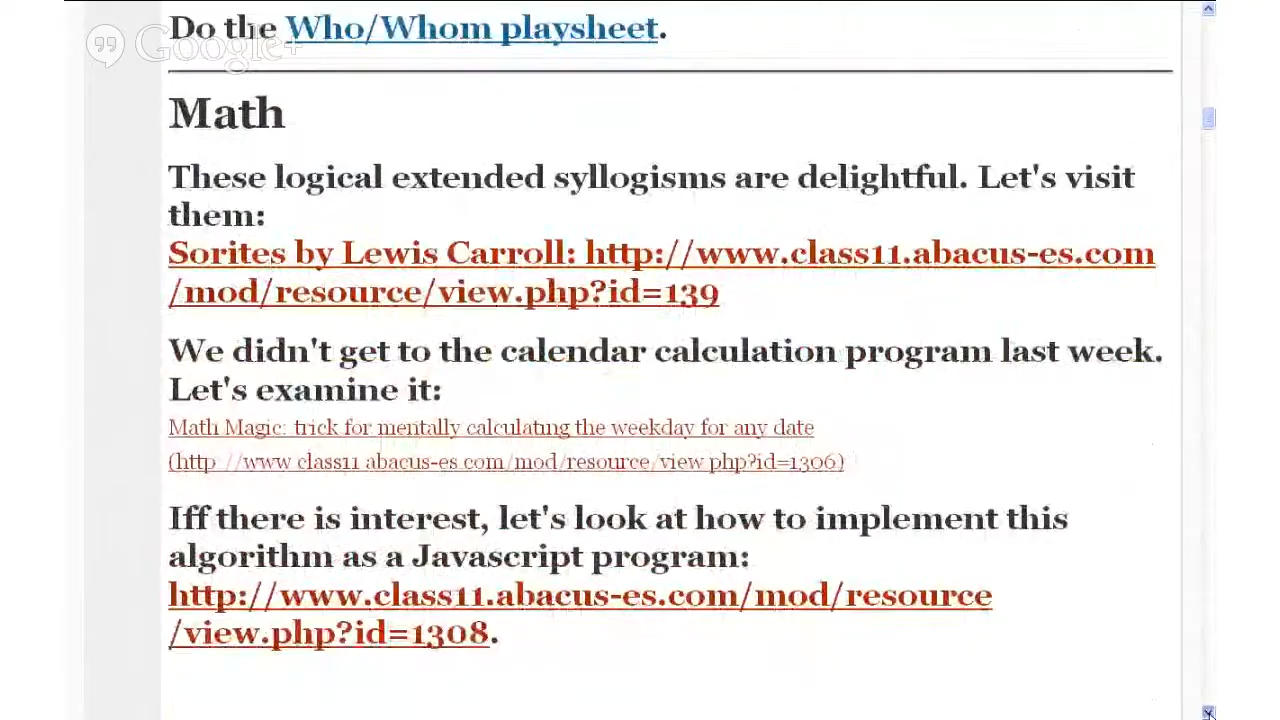 Do the Who/Whom playsheet.
Google+
Math
These logical extended syllogisms are delightful. Let's visit
them:
Sorites by Lewis Carroll: http://www.class11.abacus-es.com
/mod/resource/view.php?id=139
We didn't get to the calendar calculation program last week.
Let's examine it:
Math Magic: trick for mentally calculating the weekday for any date
(http://www.class11.abacus-es.com/mod/resource/view.php?id=1306)
Iff there is interest, let's look at how to implement this
algorithm as a Javascript program:
http://www.class11.abacus-es.com/mod/resource
/view.php?id=1308.